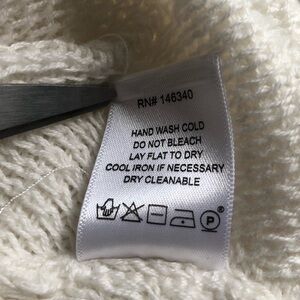 RN# 146340
HAND WASH COLD
DO NOT BLEACH
LAY FLAT TO DRY
COOL IRON IF NECESSARY
DRY CLEANABLE
P